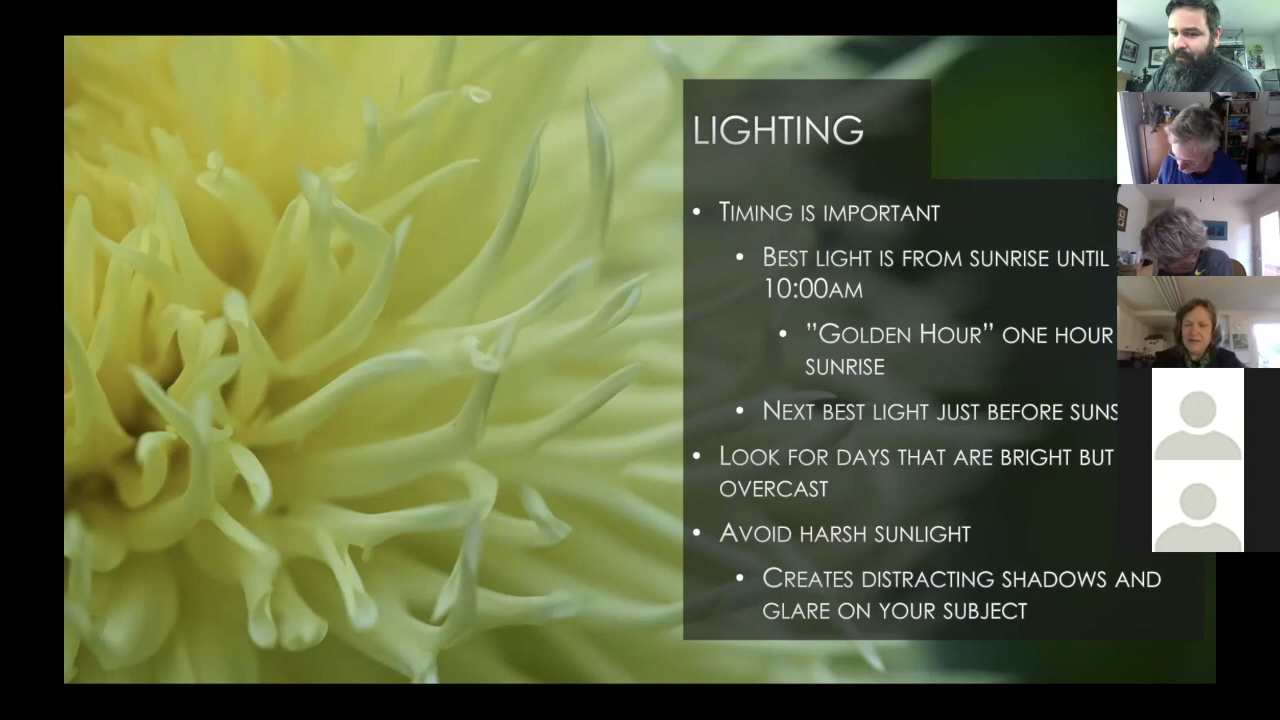 LIGHTING
• TIMING IS IMPORTANT
• BEST LIGHT IS FROM SUNRISE UNTIL
10:00AM
• ”GOLDEN HOUR” ONE HOUR
SUNRISE
• NEXT BEST LIGHT JUST BEFORE
• LOOK FOR DAYS THAT ARE BRIGHT BUT
OVERCAST
• AVOID HARSH SUNLIGHT
• CREATES DISTRACTING SHADOWS AND
GLARE ON YOUR SUBJECT